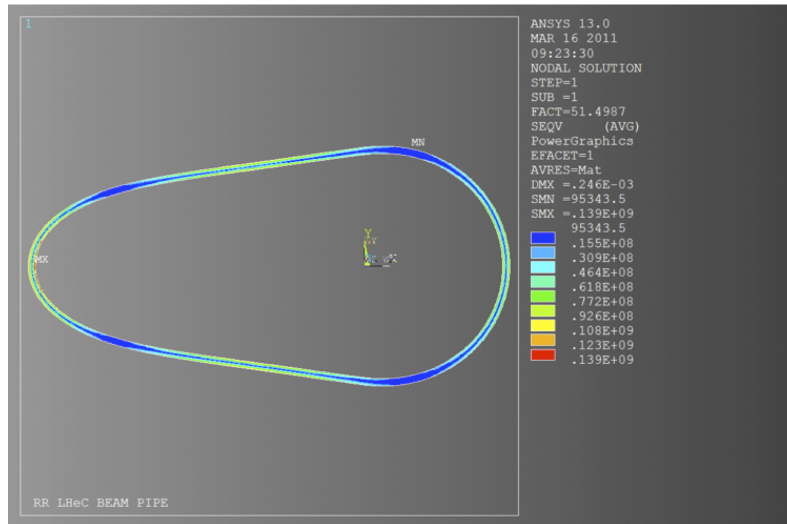 1
ANSYS 13.0
MAR 16 2011
09:23:30
NODAL SOLUTION
STEP=1
SUB =1
FACT=51.4987
SEQV (AVG)
PowerGraphics
EFACET=1
AVRES=Mat
DMX =.246E-03
SMN =95343.5
SMX =.139E+09
95343.5
.155E+08
.309E+08
.464E+08
.618E+08
.772E+08
.926E+08
.108E+09
.123E+09
.139E+09
MN
MX
Y
RR LHeC BEAM PIPE